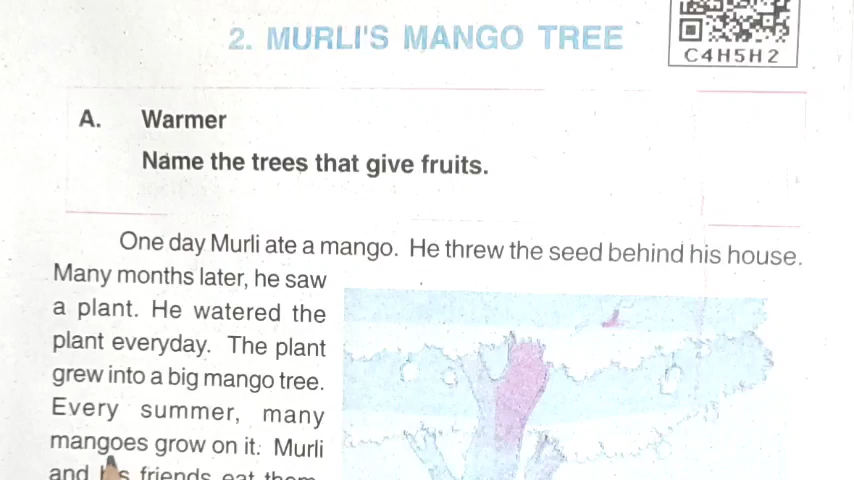 2. MURLI'S MANGO TREE
C4H5H2
A. Warmer
Name the trees that give fruits.
One day Murli ate a mango. He threw the seed behind his house.
Many months later, he saw
a plant. He watered the
plant everyday. The plant
grew into a big mango tree.
Every summer, many
mangoes grow on it. Murli
and friends eat them